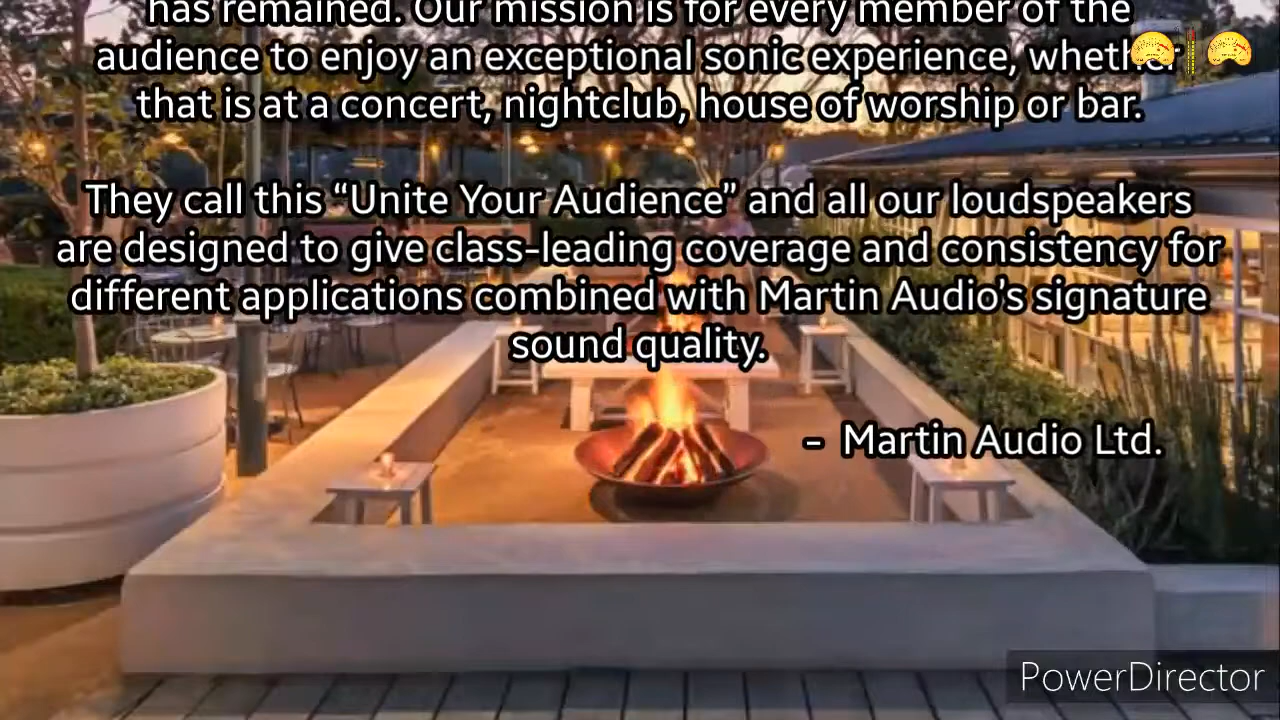 has remained. Our mission is for every member of the
audience to enjoy an exceptional sonic experience, whether
that is at a concert, nightclub, house of worship or bar.
They call this “Unite Your Audience” and all our loudspeakers
are designed to give class-leading coverage and consistency for
different applications combined with Martin Audio’s signature
sound quality.
- Martin Audio Ltd.
PowerDirector